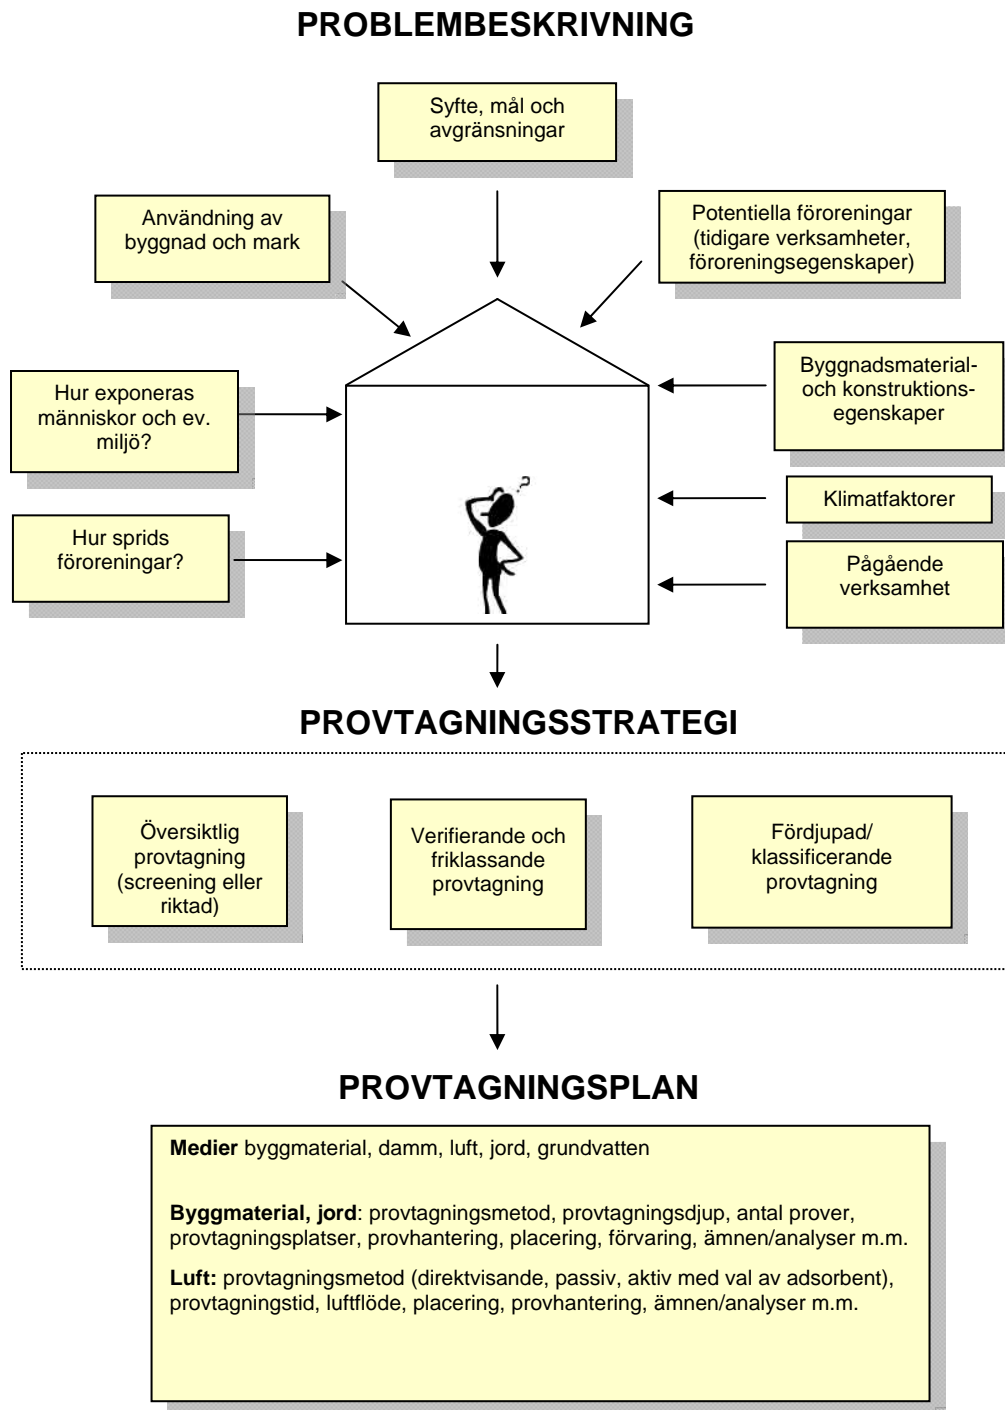 PROBLEMBESKRIVNING
Syfte, mål och
avgränsningar
Användning av
byggnad och mark
Potentiella föroreningar
(tidigare verksamheter,
föroreningsegenskaper)
Hur exponeras
människor och ev.
miljö?
Byggnadsmaterial-
och konstruktions-
egenskaper
?
Klimatfaktorer
Hur sprids
föroreningar?
Pågående
verksamhet
PROVTAGNINGSSTRATEGI
Översiktlig
provtagning
(screening eller
riktad)
Verifierande och
friklassande
provtagning
Fördjupad/
klassificerande
provtagning
PROVTAGNINGSPLAN
Medier byggmaterial, damm, luft, jord, grundvatten
Byggmaterial, jord: provtagningsmetod, provtagningsdjup, antal prover,
provtagningsplatser, provhantering, placering, förvaring, ämnen/analyser m.m.
Luft: provtagningsmetod (direktvisande, passiv, aktiv med val av adsorbent),
provtagningstid, luftflöde, placering, provhantering, ämnen/analyser m.m.